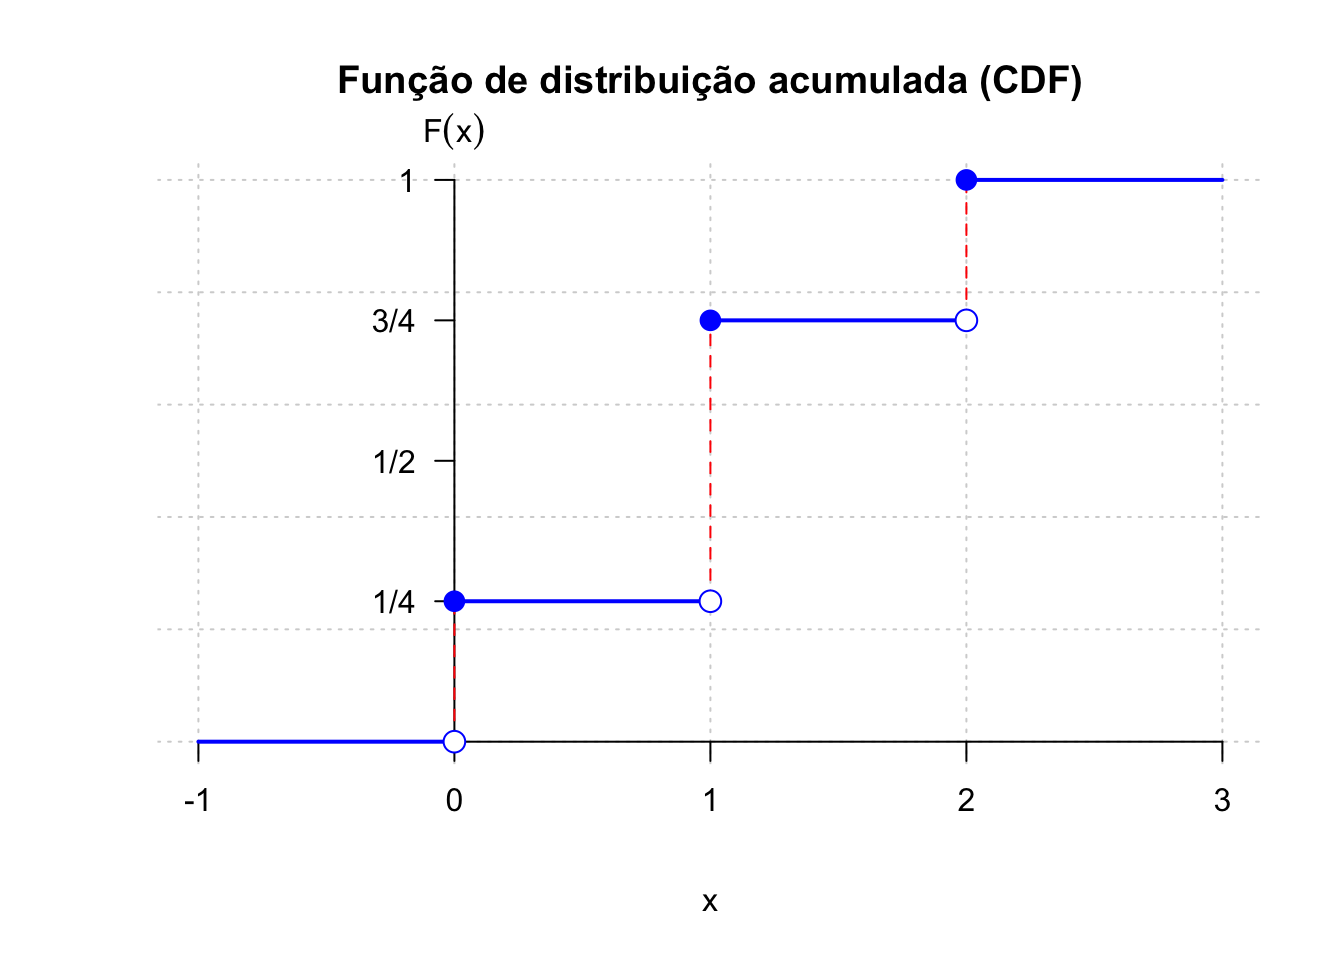 Função de distribuição acumulada (CDF)
F(x)
1
3/4
1/2
1/4
-1 0 1 2 3
x